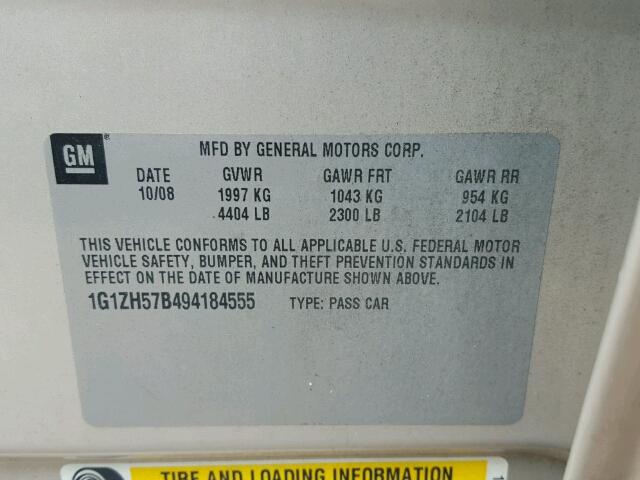 GM
MFD BY GENERAL MOTORS CORP.
DATE GVWR GAWR FRT GAWR RR
10/08 1997 KG 1043 KG 954 KG
4404 LB 2300 LB 2104 LB
THIS VEHICLE CONFORMS TO ALL APPLICABLE U.S. FEDERAL MOTOR
VEHICLE SAFETY, BUMPER, AND THEFT PREVENTION STANDARDS IN
EFFECT ON THE DATE OF MANUFACTURE SHOWN ABOVE.
1G1ZH57B494184555 TYPE: PASS CAR
TIRE AND LOADING INFORMATION